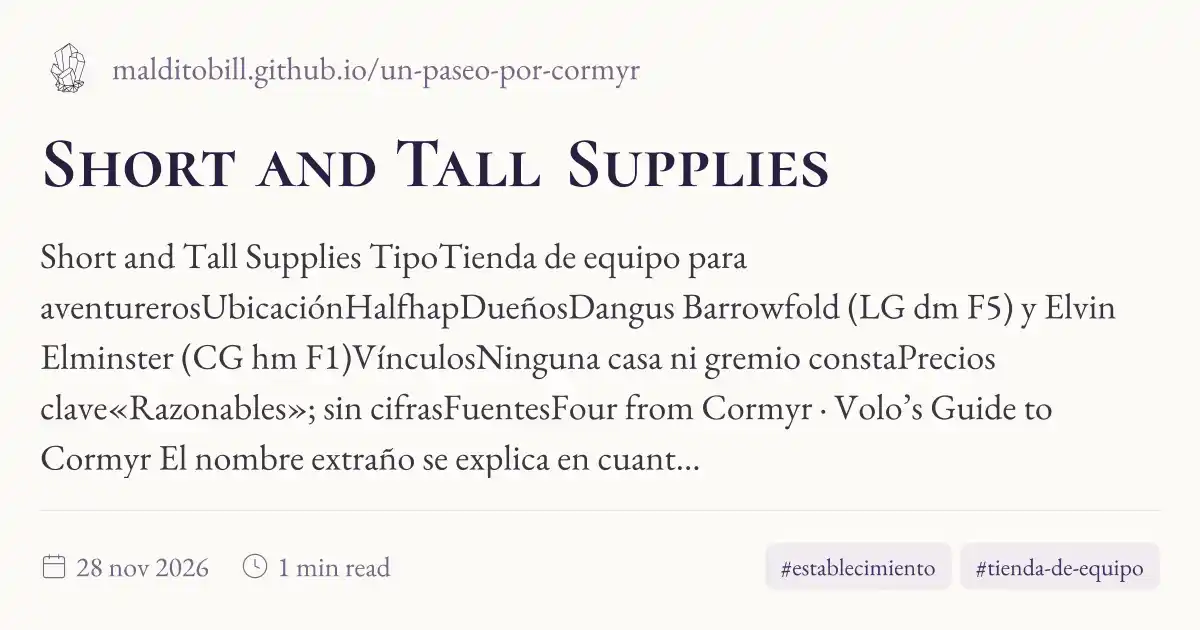 malditobill.github.io/un-paseo-por-cormyr
Short and Tall Supplies
Short and Tall Supplies TipoTienda de equipo para
aventurerosUbicaciónHalfhapDueñosDangus Barrowfold (LG dm F5) y Elvin
Elminster (CG hm F1)VínculosNinguna casa ni gremio constaPrecios
clave«Razonables»; sin cifrasFuentesFour from Cormyr · Volo’s Guide to
Cormyr El nombre extraño se explica en cuant...
28 nov 2026
1 min read
#establecimiento
#tienda-de-equipo